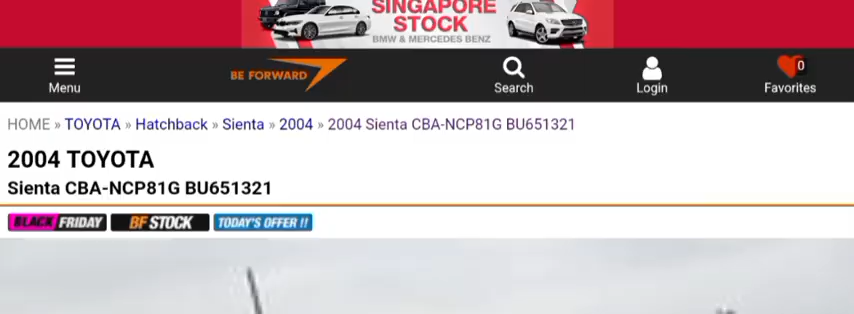 SINGAPORE
STOCK
BMW & MERCEDES BENZ
Menu
BE FORWARD
Search
Login
0
Favorites
HOME » TOYOTA » Hatchback » Sienta » 2004 » 2004 Sienta CBA-NCP81G BU651321
2004 TOYOTA
Sienta CBA-NCP81G BU651321
BLACK FRIDAY BF STOCK TODAY'S OFFER !!